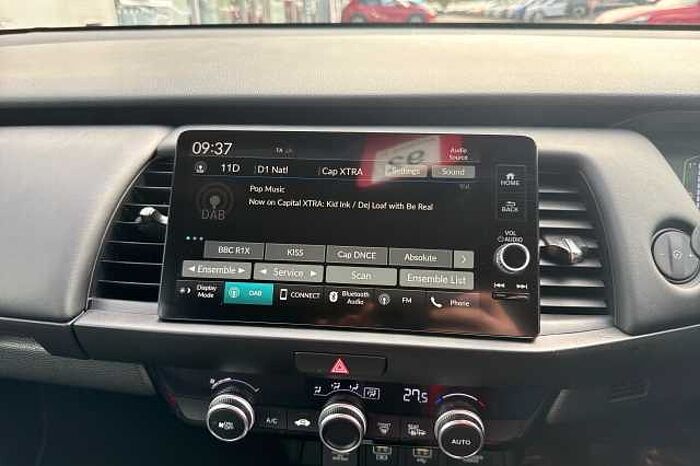 09:37 TA Audio Source
11D D1 Natl Cap XTRA Settings Sound
Pop Music
Now on Capital XTRA: Kid Ink / Dej Loaf with Be Real
DAB
HOME
BACK
VOL
AUDIO
BBC R1X KISS Cap DNCE Absolute >
◄ Ensemble ► ◄ Service ► Scan Ensemble List
Display Mode DAB CONNECT Bluetooth Audio FM Phone
27.5
A/C
AUTO